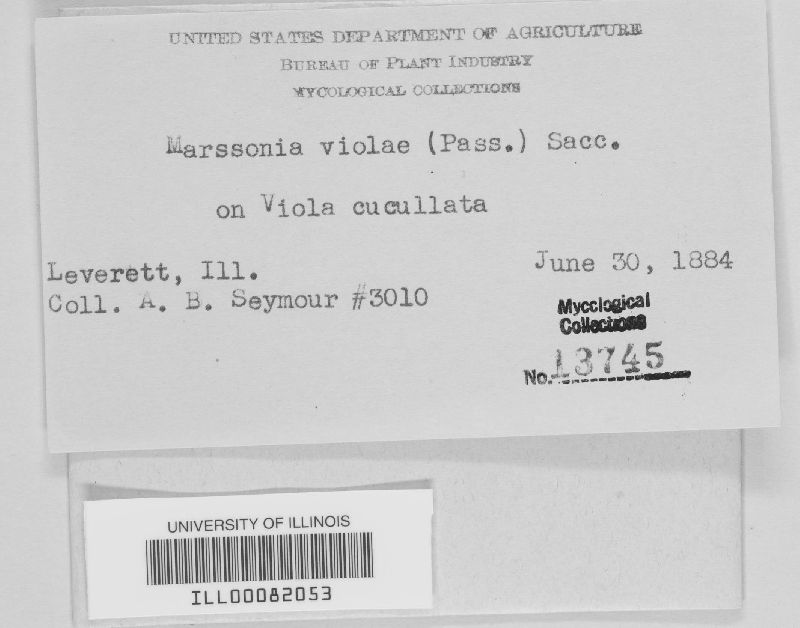 UNITED STATES DEPARTMENT OF AGRICULTURE
BUREAU OF PLANT INDUSTRY
MYCOLOGICAL COLLECTIONS
Marssonia violae (Pass.) Sacc.
on Viola cucullata
Leverett, Ill.
June 30, 1884
Coll. A. B. Seymour #3010
Mycological
Collections
No. 13745
UNIVERSITY OF ILLINOIS
ILL00082053